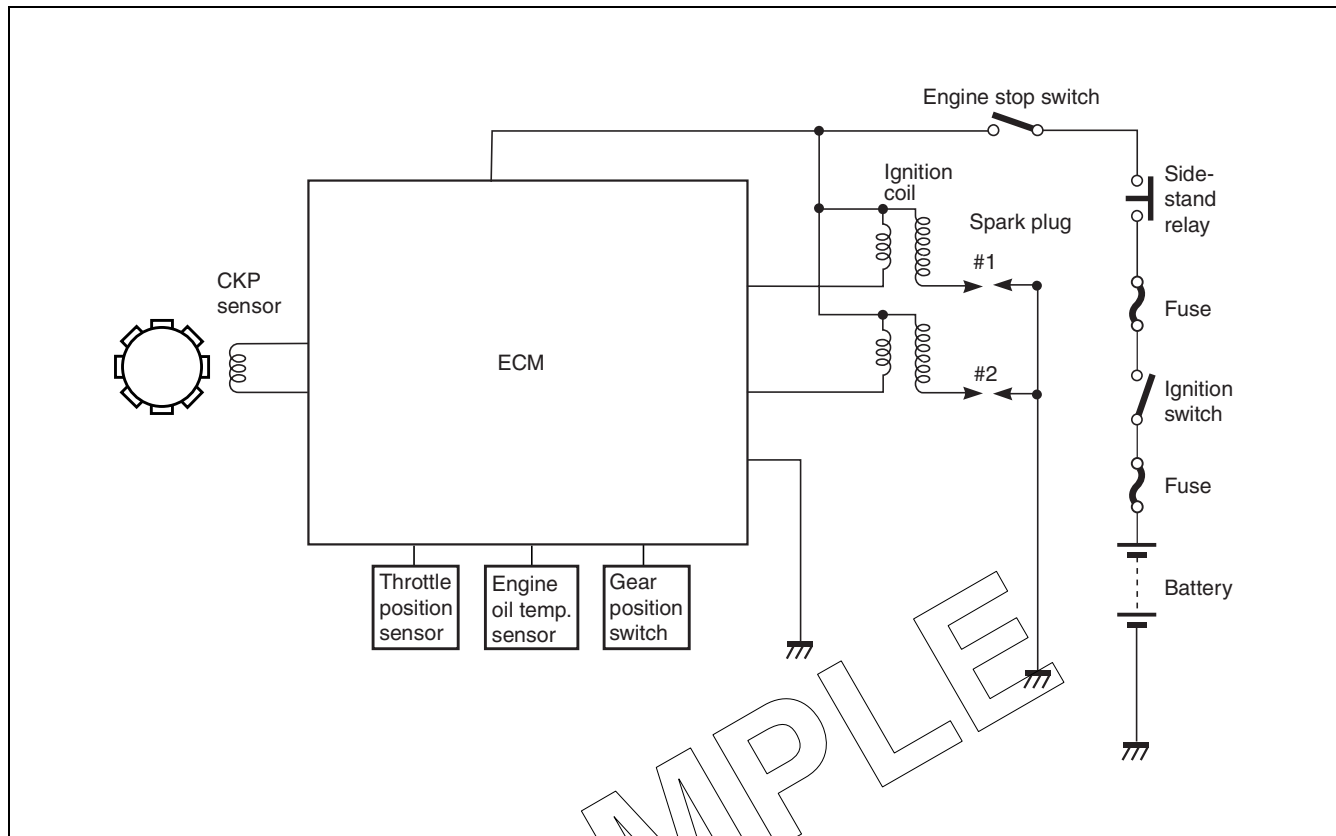 Engine stop switch
Ignition
coil
Side-
stand
relay
Spark plug
#1
CKP
sensor
Fuse
ECM
#2
Ignition
switch
Fuse
Throttle
position
sensor
Engine
oil temp.
sensor
Gear
position
switch
Battery
MPLE